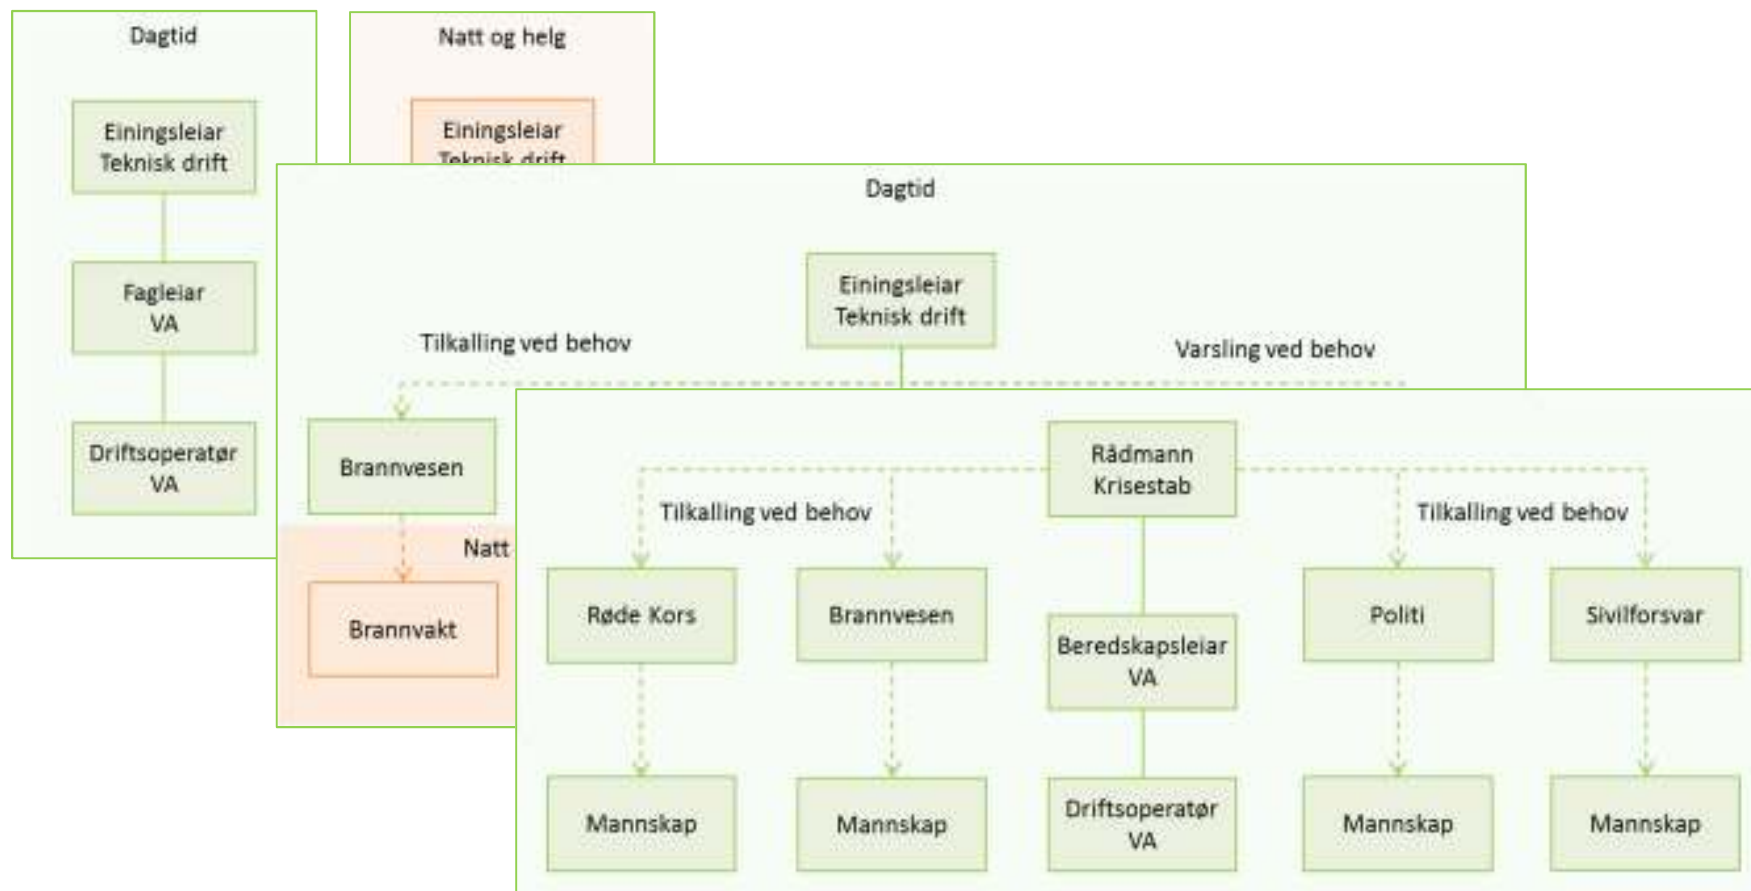 Dagtid
Einingsleiar
Teknisk drift
Fagleiar
VA
Driftsoperatør
VA
Natt og helg
Einingsleiar
Teknisk drift
Dagtid
Einingsleiar
Teknisk drift
Tilkalling ved behov
Varsling ved behov
Brannvesen
Natt
Brannvakt
Rådmann
Krisestab
Tilkalling ved behov
Tilkalling ved behov
Røde Kors
Brannvesen
Beredskapsleiar
VA
Politi
Sivilforsvar
Mannskap
Mannskap
Driftsoperatør
VA
Mannskap
Mannskap